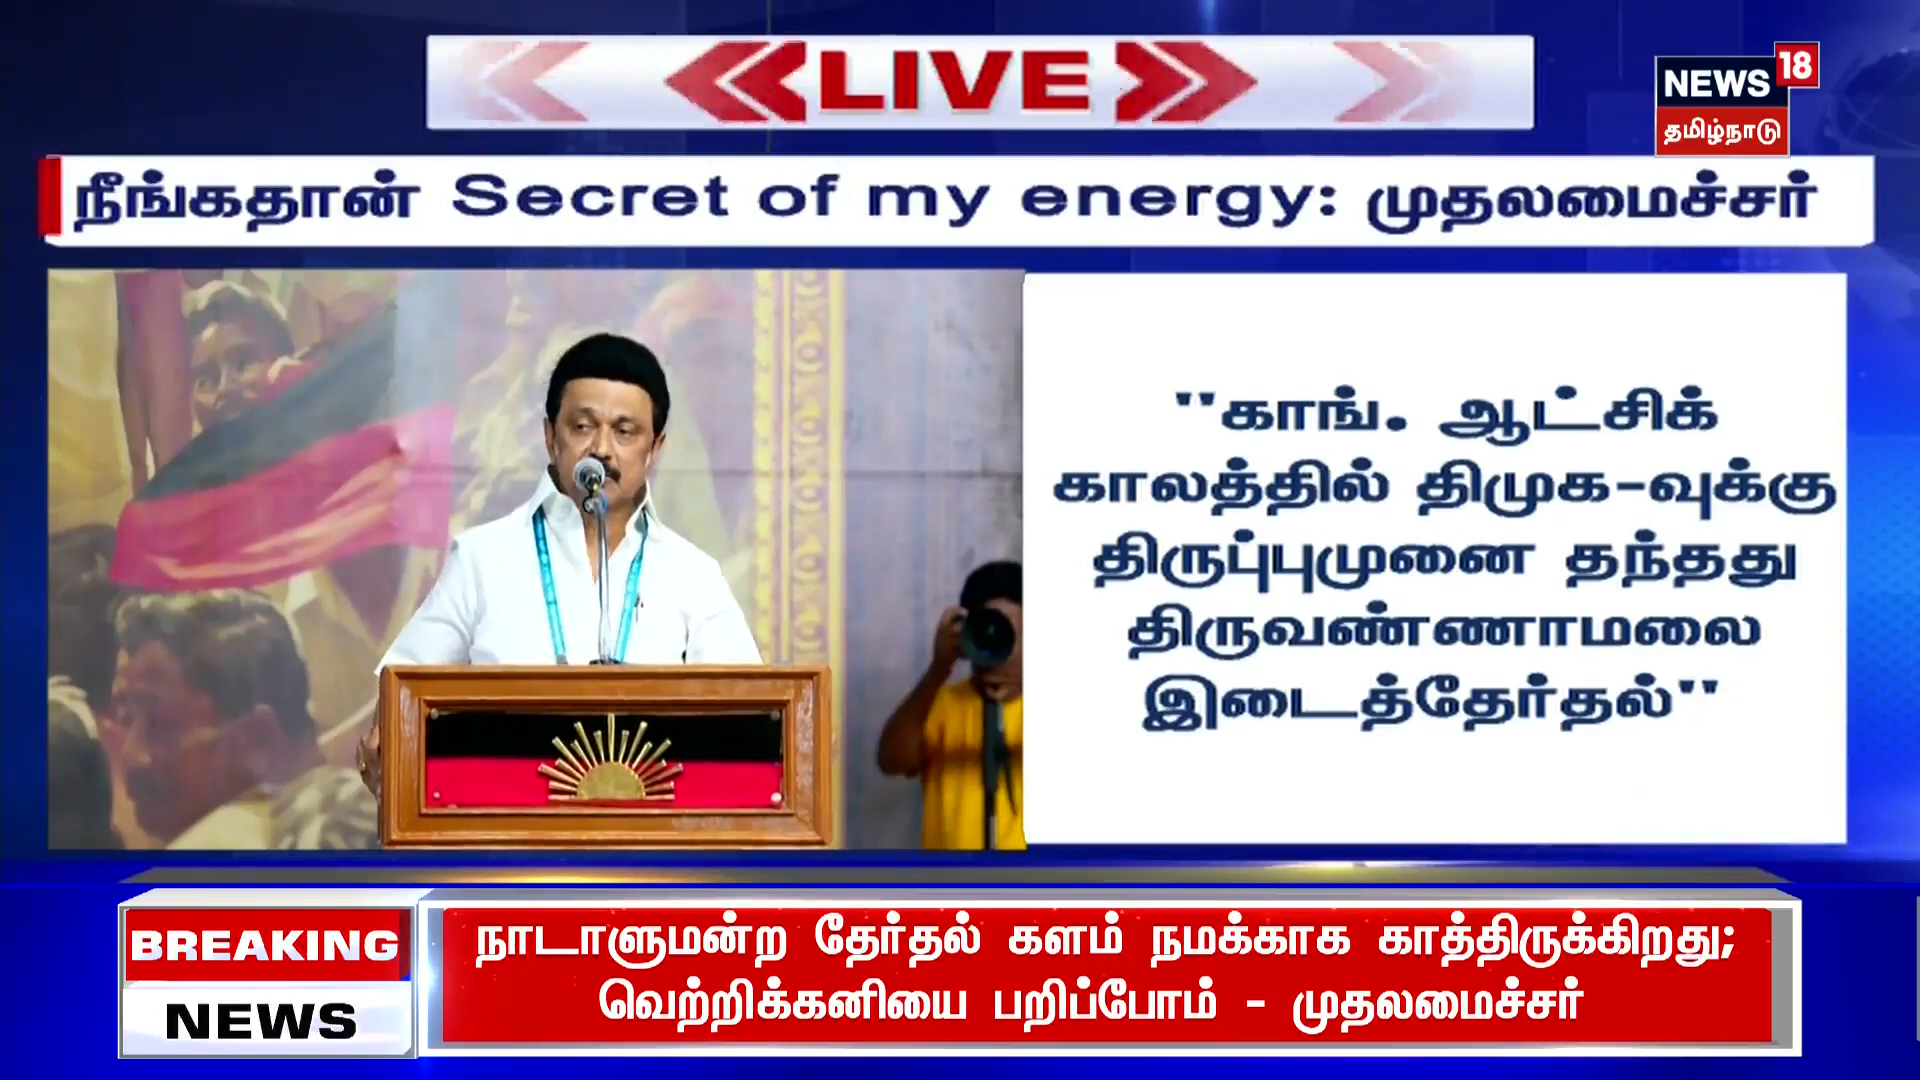 LIVE
NEWS 18
தமிழ்நாடு
நீங்கதான் Secret of my energy: முதலமைச்சர்
"காங். ஆட்சிக்
காலத்தில் திமுக-வுக்கு
திருப்புமுனை தந்தது
திருவண்ணாமலை
இடைத்தேர்தல்"
BREAKING
NEWS
நாடாளுமன்ற தேர்தல் களம் நமக்காக காத்திருக்கிறது;
வெற்றிக்கனியை பறிப்போம் - முதலமைச்சர்